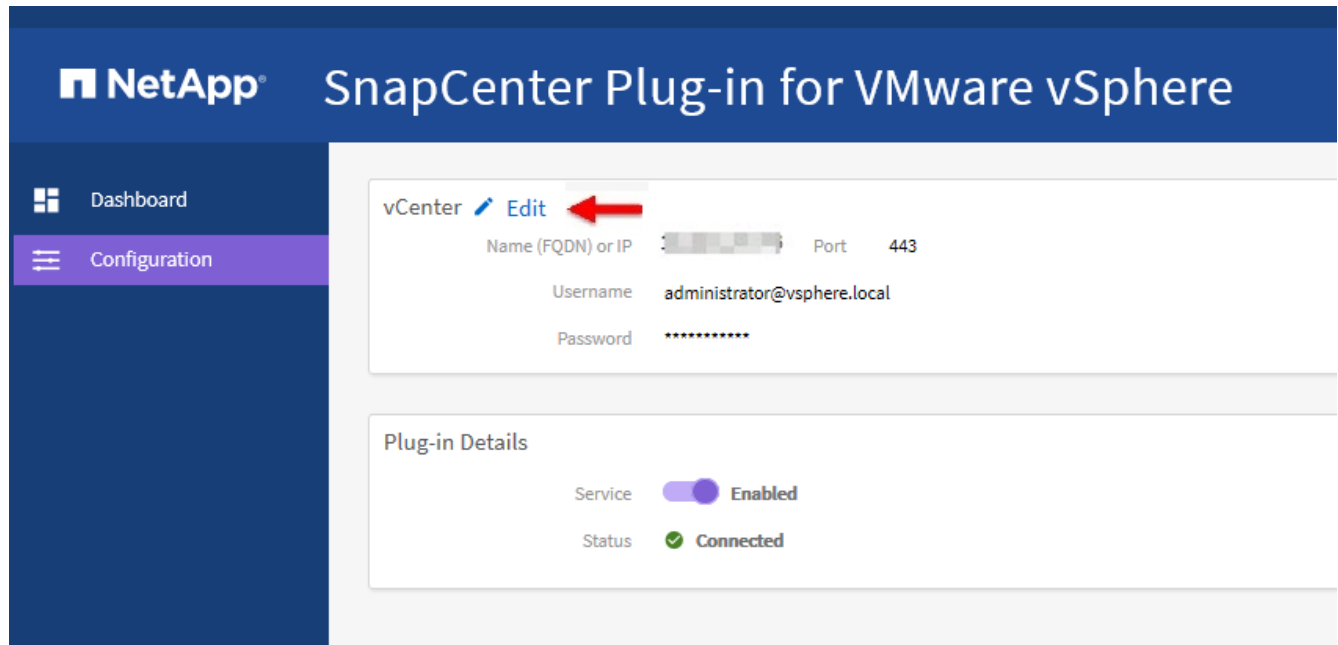 NetApp® SnapCenter Plug-in for VMware vSphere
Dashboard
Configuration
vCenter Edit
Name (FQDN) or IP Port 443
Username administrator@vsphere.local
Password ***********
Plug-in Details
Service Enabled
Status Connected